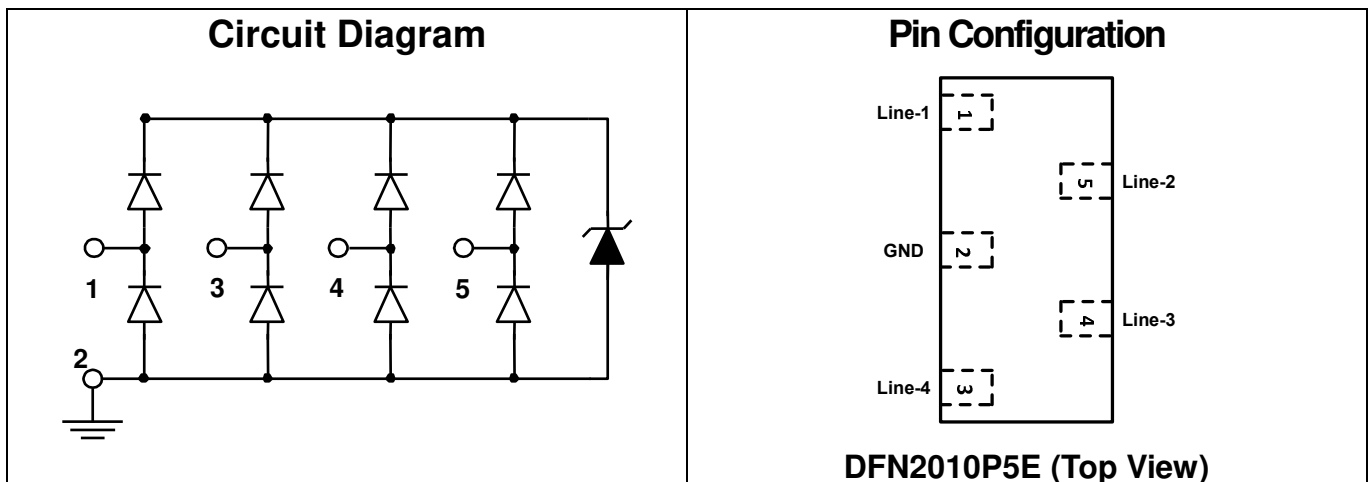 Circuit Diagram
1
3
4
5
2
Pin Configuration
Line-1
1
5
Line-2
GND
2
4
Line-3
Line-4
3
DFN2010P5E (Top View)